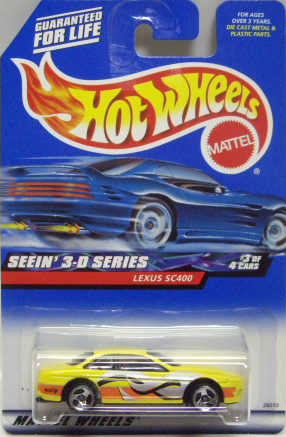 GUARANTEED
FOR LIFE
FOR AGES
OVER 3 YEARS.
DIE CAST METAL &
PLASTIC PARTS.
HOT WHEELS
®
MATTEL
SEEIN' 3-D SERIES
#3 OF
4 CARS
LEXUS SC400
WHEELS